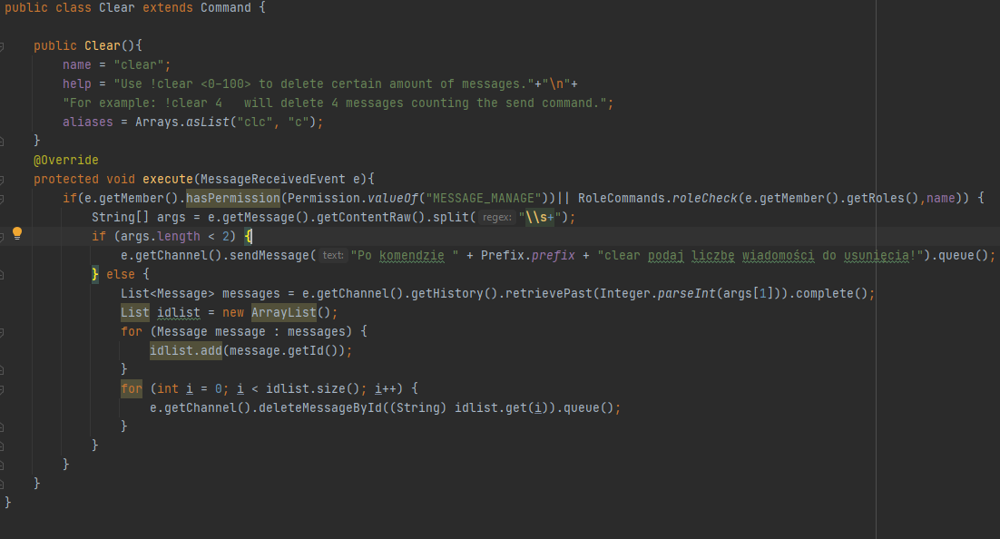 public class Clear extends Command {
public Clear(){
name = "clear";
help = "Use !clear <0-100> to delete certain amount of messages."+"\n"+
"For example: !clear 4   will delete 4 messages counting the send command.";
aliases = Arrays.asList("clc", "c");
}
@Override
protected void execute(MessageReceivedEvent e){
if(e.getMember().hasPermission(Permission.valueOf("MESSAGE_MANAGE"))|| RoleCommands.roleCheck(e.getMember().getRoles(),name)) {
String[] args = e.getMessage().getContentRaw().split( regex: "\\s+");
if (args.length < 2) {
e.getChannel().sendMessage( text: "Po komendzie " + Prefix.prefix + "clear podaj liczbę wiadomości do usunięcia!").queue();
} else {
List<Message> messages = e.getChannel().getHistory().retrievePast(Integer.parseInt(args[1])).complete();
List idlist = new ArrayList();
for (Message message : messages) {
idlist.add(message.getId());
}
for (int i = 0; i < idlist.size(); i++) {
e.getChannel().deleteMessageById((String) idlist.get(i)).queue();
}
}
}
}
}